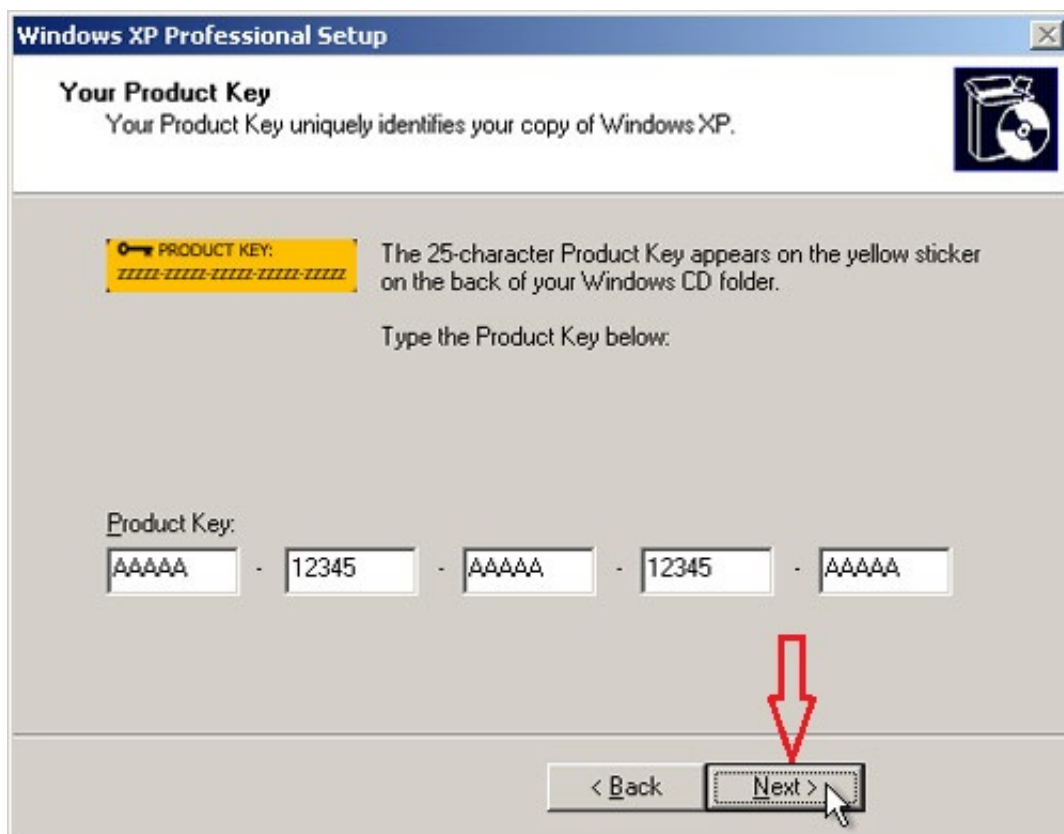 Windows XP Professional Setup
Your Product Key
Your Product Key uniquely identifies your copy of Windows XP.
PRODUCT KEY:
ZZZZZ-ZZZZZ-ZZZZZ-ZZZZZ-ZZZZZ
The 25-character Product Key appears on the yellow sticker
on the back of your Windows CD folder.
Type the Product Key below:
Product Key:
AAAAA - 12345 - AAAAA - 12345 - AAAAA
< Back Next >